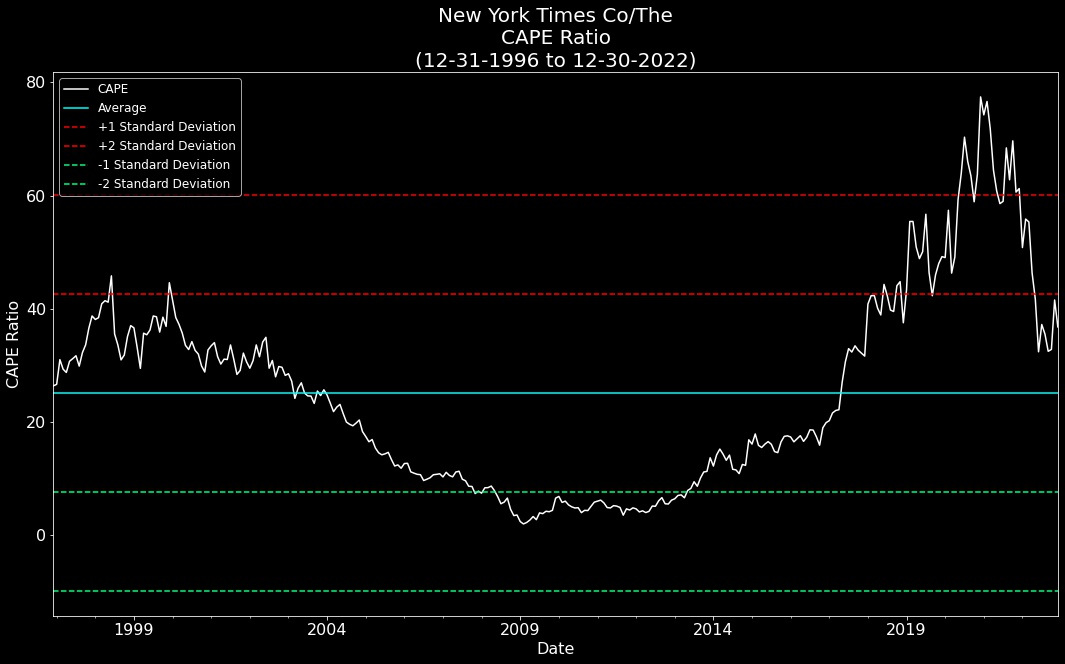 New York Times Co/The
CAPE Ratio
(12-31-1996 to 12-30-2022)
CAPE
Average
+1 Standard Deviation
+2 Standard Deviation
-1 Standard Deviation
-2 Standard Deviation
CAPE Ratio
80
60
40
20
0
1999 2004 2009 2014 2019
Date